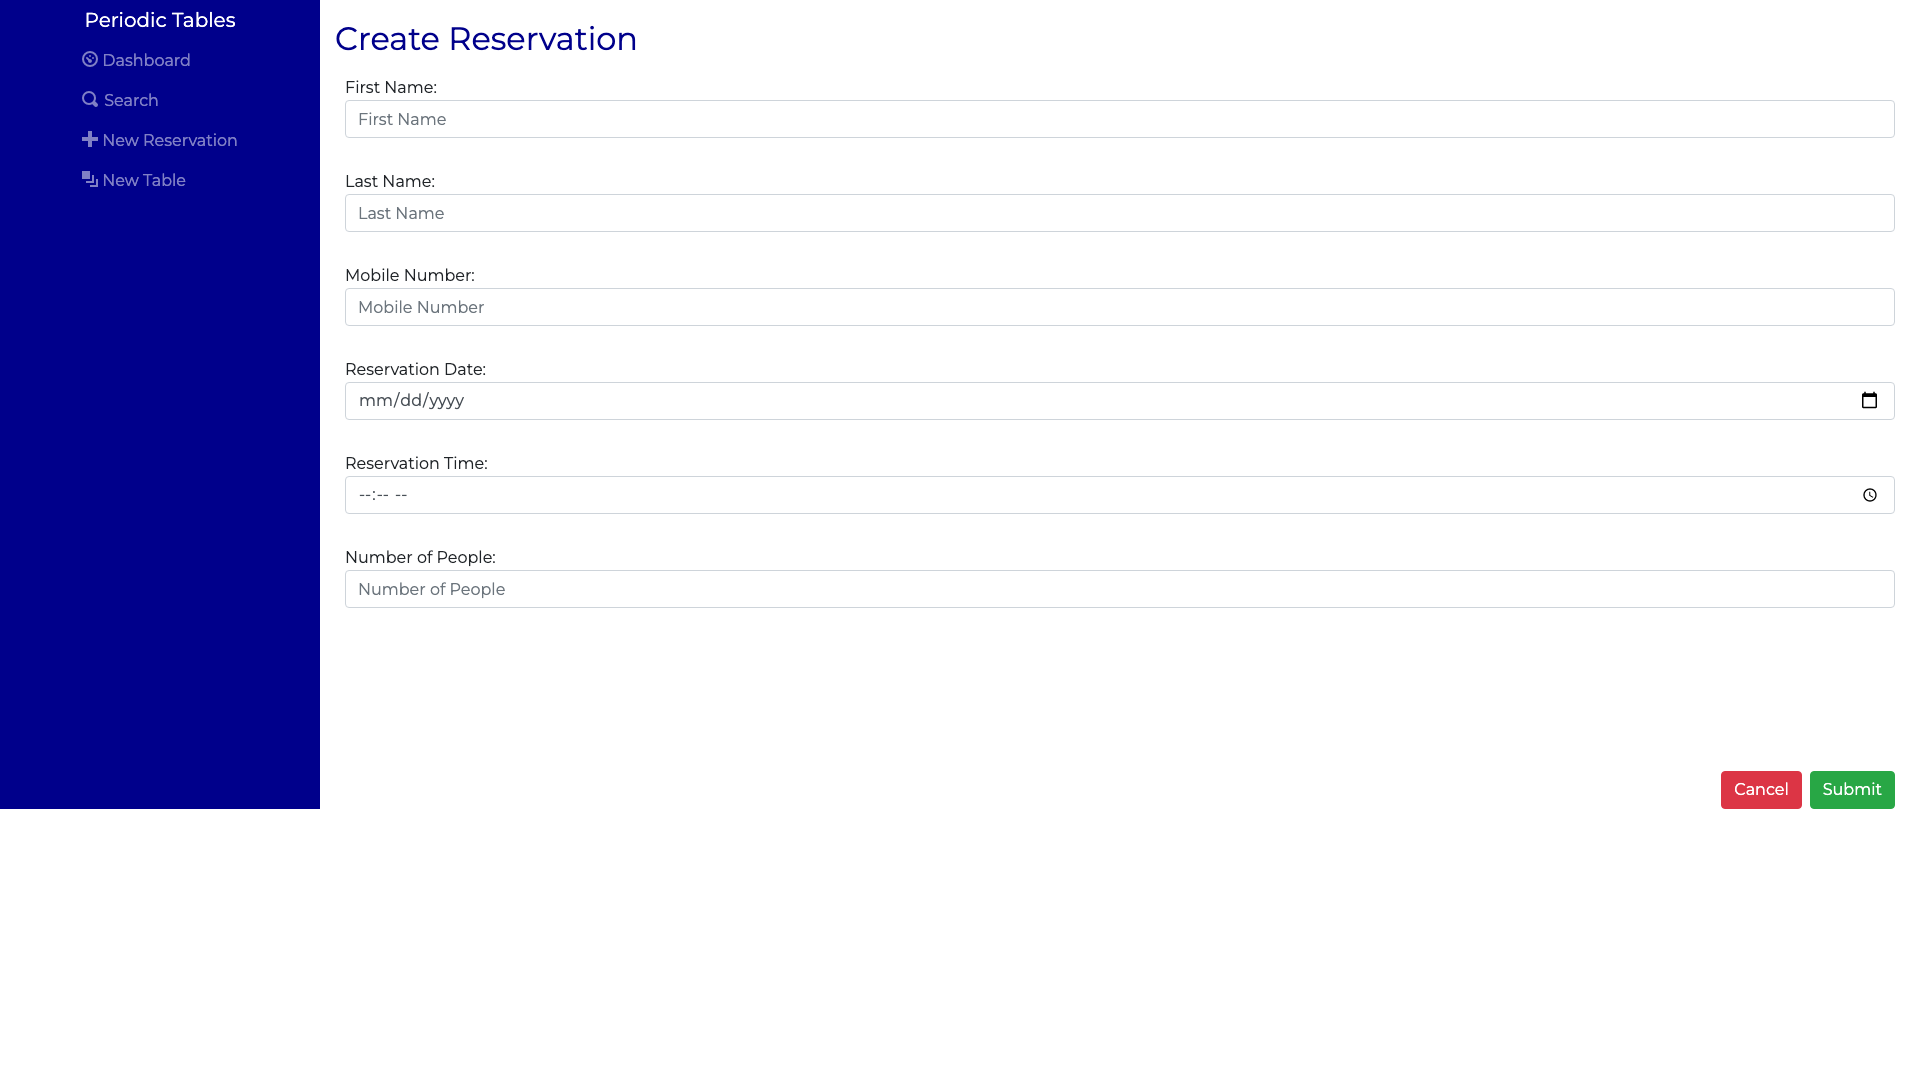 Periodic Tables
Dashboard
Search
New Reservation
New Table
Create Reservation
First Name:
First Name
Last Name:
Last Name
Mobile Number:
Mobile Number
Reservation Date:
mm/dd/yyyy
Reservation Time:
--:-- --
Number of People:
Number of People
Cancel Submit